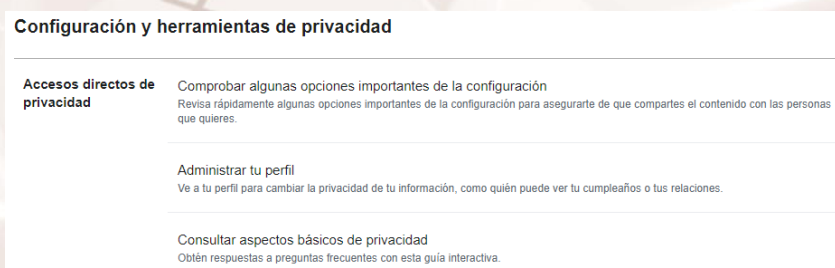 Configuración y herramientas de privacidad
Accesos directos de
privacidad
Comprobar algunas opciones importantes de la configuración
Revisa rápidamente algunas opciones importantes de la configuración para asegurarte de que compartes el contenido con las personas
que quieres.
Administrar tu perfil
Ve a tu perfil para cambiar la privacidad de tu información, como quién puede ver tu cumpleaños o tus relaciones.
Consultar aspectos básicos de privacidad
Obtén respuestas a preguntas frecuentes con esta guía interactiva.